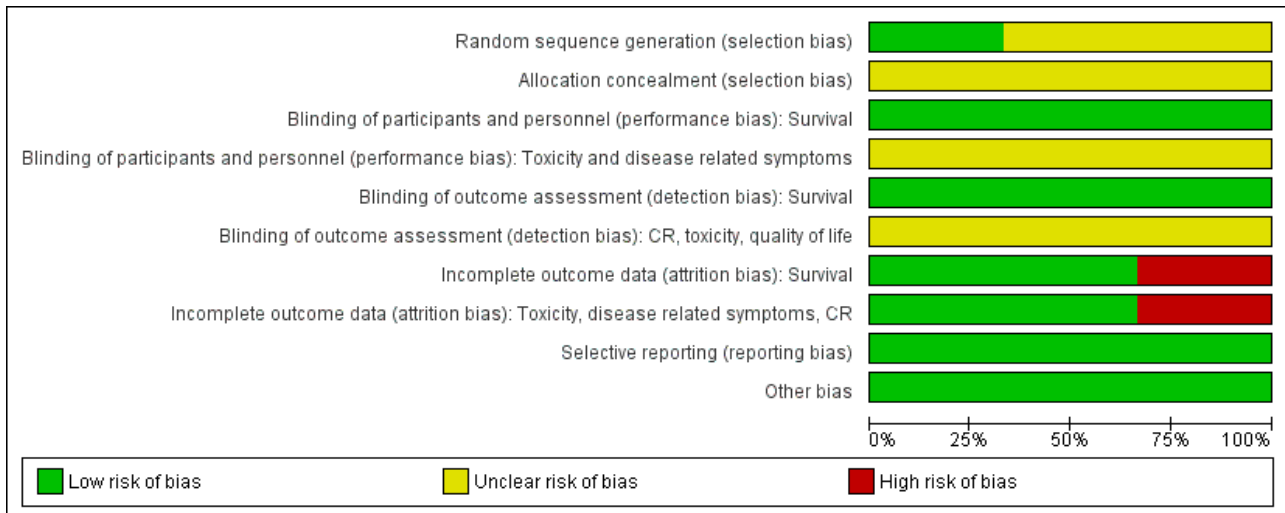 Random sequence generation (selection bias)
Allocation concealment (selection bias)
Blinding of participants and personnel (performance bias): Survival
Blinding of participants and personnel (performance bias): Toxicity and disease related symptoms
Blinding of outcome assessment (detection bias): Survival
Blinding of outcome assessment (detection bias): CR, toxicity, quality of life
Incomplete outcome data (attrition bias): Survival
Incomplete outcome data (attrition bias): Toxicity, disease related symptoms, CR
Selective reporting (reporting bias)
Other bias
0% 25% 50% 75% 100%
Low risk of bias Unclear risk of bias High risk of bias